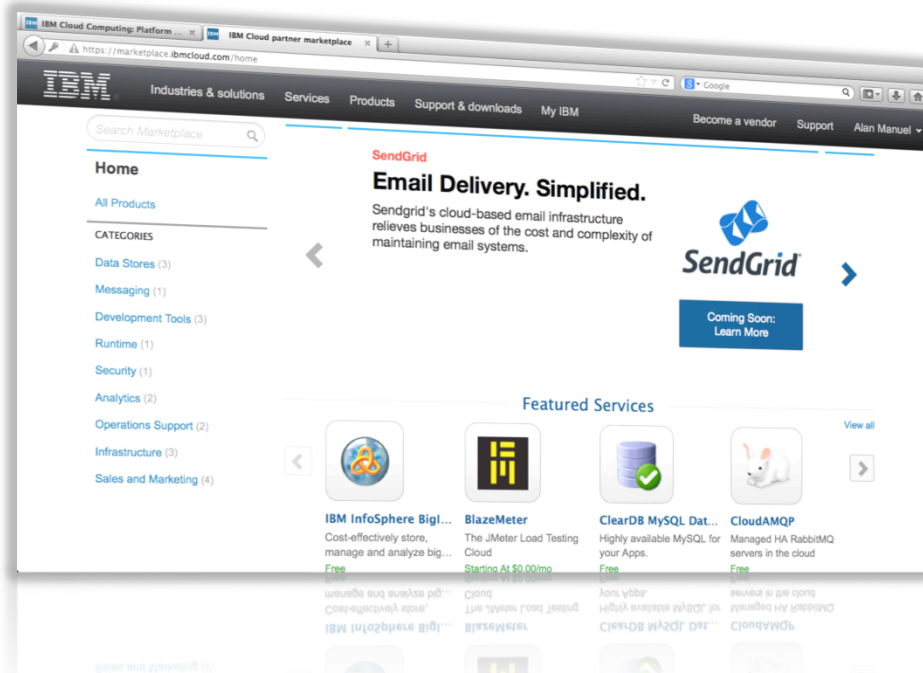 IBM Cloud Computing: Platform ... ×
IBM Cloud partner marketplace ×
https://marketplace.ibmcloud.com/home
Google
IBM
Industries & solutions
Services
Products
Support & downloads
My IBM
Become a vendor
Support
Alan Manuel
Search Marketplace
Home
All Products
CATEGORIES
Data Stores (3)
Messaging (1)
Development Tools (3)
Runtime (1)
Security (1)
Analytics (2)
Operations Support (2)
Infrastructure (3)
Sales and Marketing (4)
SendGrid
Email Delivery. Simplified.
Sendgrid's cloud-based email infrastructure
relieves businesses of the cost and complexity of
maintaining email systems.
SendGrid
Coming Soon:
Learn More
Featured Services
View all
IBM InfoSphere BigI...
Cost-effectively store,
manage and analyze big...
Free
BlazeMeter
The JMeter Load Testing
Cloud
Starting At $0.00/mo
ClearDB MySQL Dat...
Highly available MySQL for
your Apps.
Free
CloudAMQP
Managed HA RabbitMQ
servers in the cloud
Free